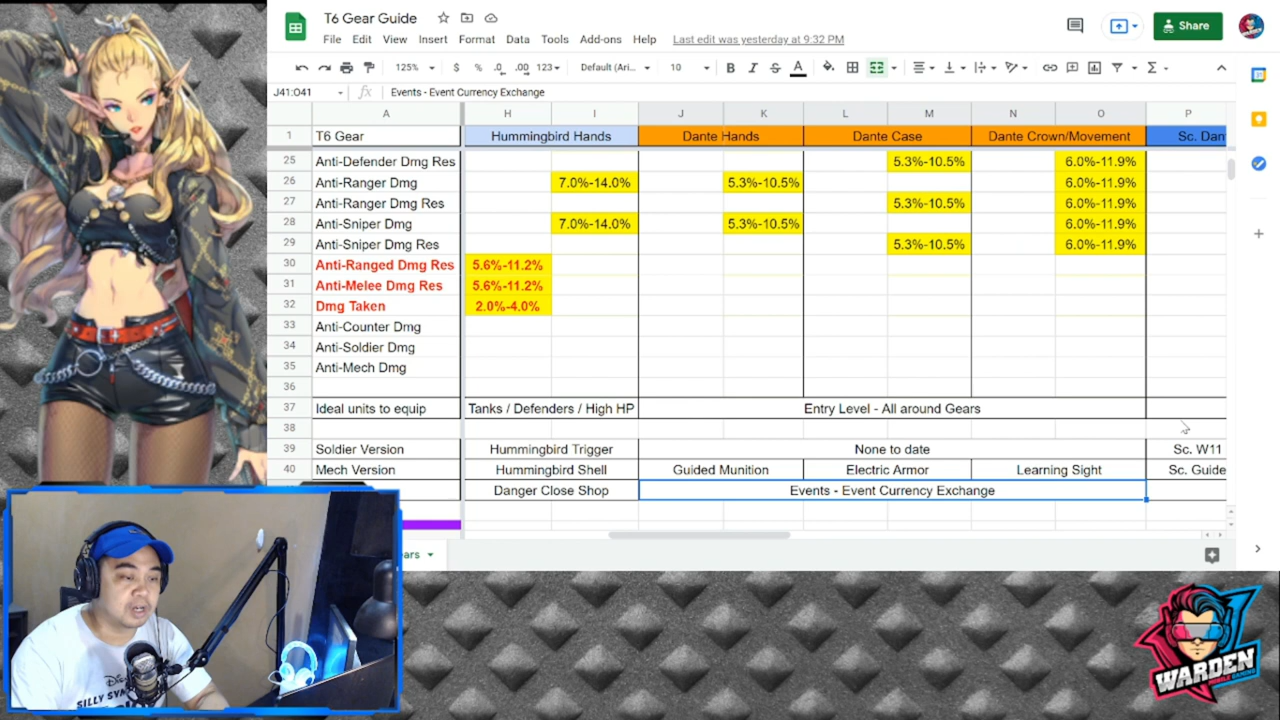 T6 Gear Guide
File Edit View Insert Format Data Tools Add-ons Help Last edit was yesterday at 9:32 PM
Share
125% $ % .0 .00 123 Default (Ari... 10 B I S A
J41:O41 fx Events - Event Currency Exchange
A H I J K L M N O P
1 T6 Gear Hummingbird Hands Dante Hands Dante Case Dante Crown/Movement Sc. Dan
25 Anti-Defender Dmg Res 5.3%-10.5% 6.0%-11.9%
26 Anti-Ranger Dmg 7.0%-14.0% 5.3%-10.5% 6.0%-11.9%
27 Anti-Ranger Dmg Res 5.3%-10.5% 6.0%-11.9%
28 Anti-Sniper Dmg 7.0%-14.0% 5.3%-10.5% 6.0%-11.9%
29 Anti-Sniper Dmg Res 5.3%-10.5% 6.0%-11.9%
30 Anti-Ranged Dmg Res 5.6%-11.2%
31 Anti-Melee Dmg Res 5.6%-11.2%
32 Dmg Taken 2.0%-4.0%
33 Anti-Counter Dmg
34 Anti-Soldier Dmg
35 Anti-Mech Dmg
36
37 Ideal units to equip Tanks / Defenders / High HP Entry Level - All around Gears
38
39 Soldier Version Hummingbird Trigger None to date Sc. W11
40 Mech Version Hummingbird Shell Guided Munition Electric Armor Learning Sight Sc. Guide
Danger Close Shop Events - Event Currency Exchange
ears
SILLY SYM
WARDEN
MOBILE GAMING